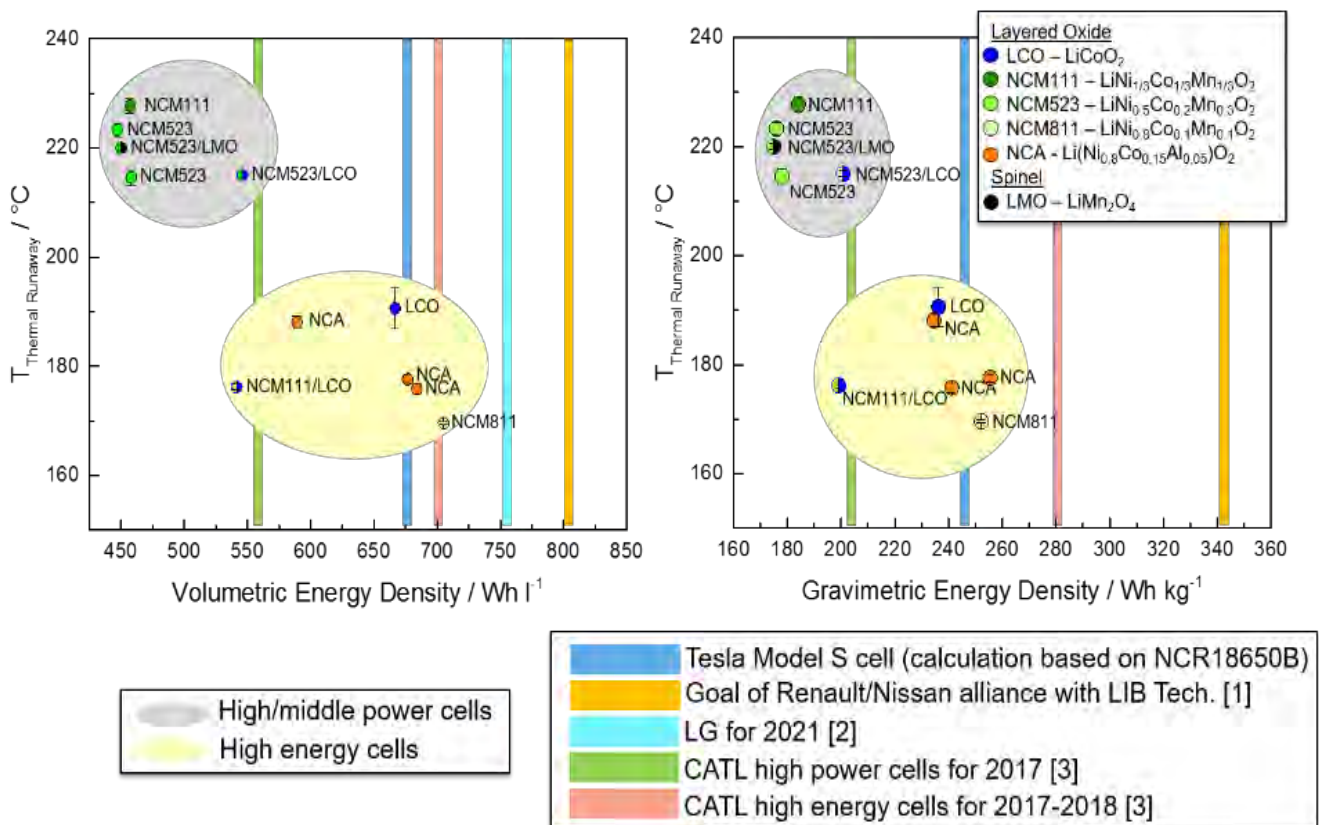 240
220
200
180
160
T Thermal Runaway / °C
NCM111
NCM523
NCM523/LMO
NCM523
NCM523/LCO
LCO
NCA
NCM111/LCO
NCA
NCA
NCM811
450 500 550 600 650 700 750 800 850
Volumetric Energy Density / Wh l⁻¹
240
220
200
180
160
T Thermal Runaway / °C
NCM111
NCM523
NCM523/LMO
NCM523/LCO
NCM523
LCO
NCA
NCA
NCA
NCM111/LCO
NCM811
160 180 200 220 240 260 280 300 320 340 360
Gravimetric Energy Density / Wh kg⁻¹
Layered Oxide
LCO – LiCoO₂
NCM111 – LiNi₁/₃Co₁/₃Mn₁/₃O₂
NCM523 – LiNi₀.₅Co₀.₂Mn₀.₃O₂
NCM811 – LiNi₀.₈Co₀.₁Mn₀.₁O₂
NCA - Li(Ni₀.₈Co₀.₁₅Al₀.₀₅)O₂
Spinel
LMO – LiMn₂O₄
High/middle power cells
High energy cells
Tesla Model S cell (calculation based on NCR18650B)
Goal of Renault/Nissan alliance with LIB Tech. [1]
LG for 2021 [2]
CATL high power cells for 2017 [3]
CATL high energy cells for 2017-2018 [3]